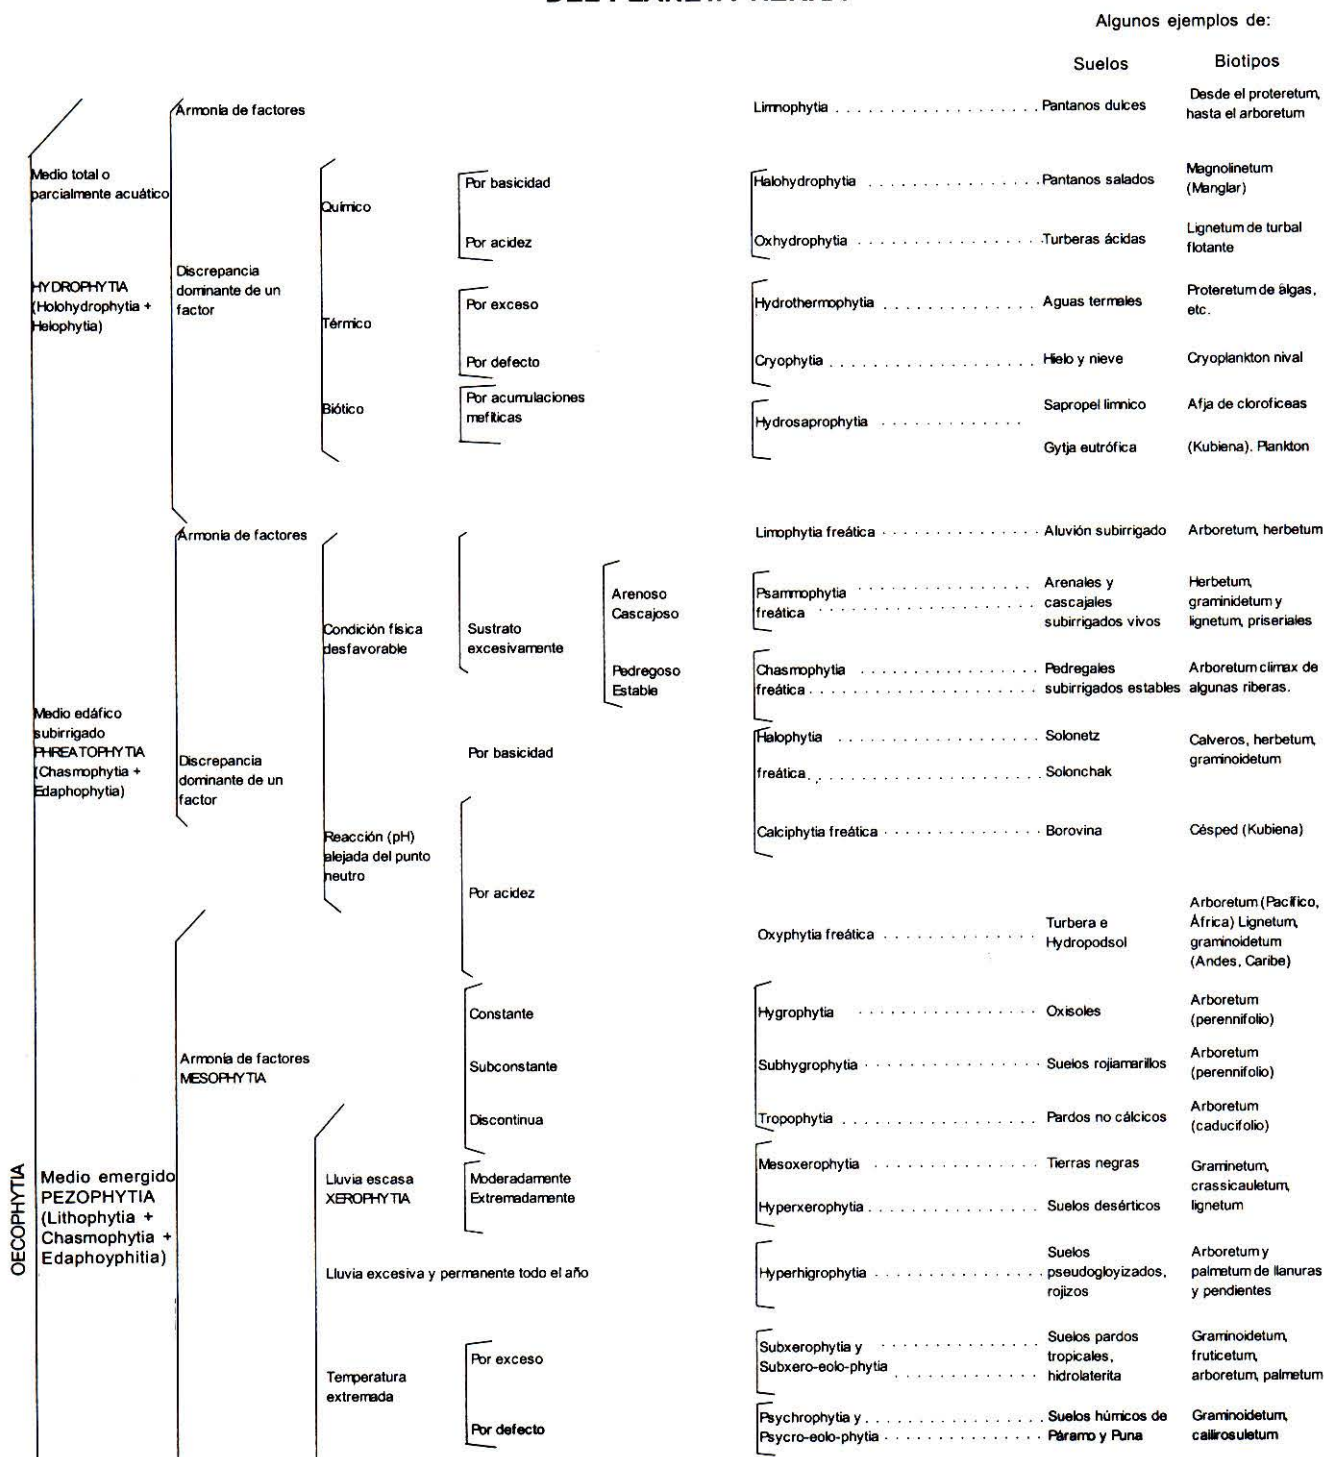 Algunos ejemplos de:
Suelos
Biotipos
Armonía de factores
Limnophytia
Pantanos dulces
Desde el proteretum,
hasta el arboretum
Medio total o
parcialmente acuático
Químico
Por basicidad
Halohydrophytia
Pantanos salados
Magnolinetum
(Manglar)
Por acidez
Oxhydrophytia
Turberas ácidas
Lignetum de turbal
flotante
HYDROPHYTIA
(Holohydrophytia +
Helophytia)
Discrepancia
dominante de un
factor
Térmico
Por exceso
Hydrothermophytia
Aguas termales
Proteretum de álgas,
etc.
Por defecto
Cryophytia
Hielo y nieve
Cryoplankton nival
Biótico
Por acumulaciones
mefíticas
Hydrosaprophytia
Sapropel limnico
Afja de clorofíceas
Gytja eutrófica
(Kubiena). Plankton
Armonía de factores
Limophytia freática
Aluvión subirrigado
Arboretum, herbetum
Condición física
desfavorable
Sustrato
excesivamente
Arenoso
Cascajoso
Psammophytia
freática
Arenales y
cascajales
subirrigados vivos
Herbetum,
graminidetum y
lignetum, priseriales
Pedregoso
Estable
Chasmophytia
freática
Pedregales
subirrigados estables
Arboretum climax de
algunas riberas.
Medio edáfico
subirrigado
PHREATOPHYTIA
(Chasmophytia +
Edaphophytia)
Discrepancia
dominante de un
factor
Por basicidad
Halophytia
freática
Solonetz
Solonchak
Calveros, herbetum,
graminoidetum
Calciphytia freática
Borovina
Césped (Kubiena)
Reacción (pH)
alejada del punto
neutro
Por acidez
Oxyphytia freática
Turbera e
Hydropodsol
Arboretum (Pacífico,
África) Lignetum,
graminoidetum
(Andes, Caribe)
Armonía de factores
MESOPHYTIA
Constante
Hygrophytia
Oxisoles
Arboretum
(perennifolio)
Subconstante
Subhygrophytia
Suelos rojiamarillos
Arboretum
(perennifolio)
Discontinua
Tropophytia
Pardos no cálcicos
Arboretum
(caducifolio)
OECOPHYTIA
Medio emergido
PEZOPHYTIA
(Lithophytia +
Chasmophytia +
Edaphoyphitia)
Lluvia escasa
XEROPHYTIA
Moderadamente
Extremadamente
Mesoxerophytia
Tierras negras
Hyperxerophytia
Suelos desérticos
Graminetum,
crassicauletum,
lignetum
Lluvia excesiva y permanente todo el año
Hyperhigrophytia
Suelos
pseudogloyizados,
rojizos
Arboretum y
palmetum de llanuras
y pendientes
Temperatura
extremada
Por exceso
Subxerophytia y
Subxero-eolo-phytia
Suelos pardos
tropicales,
hidrolaterita
Graminoidetum,
fruticetum,
arboretum, palmetum
Por defecto
Psychrophytia y
Psycro-eolo-phytia
Suelos húmicos de
Páramo y Puna
Graminoidetum,
callirosuletum